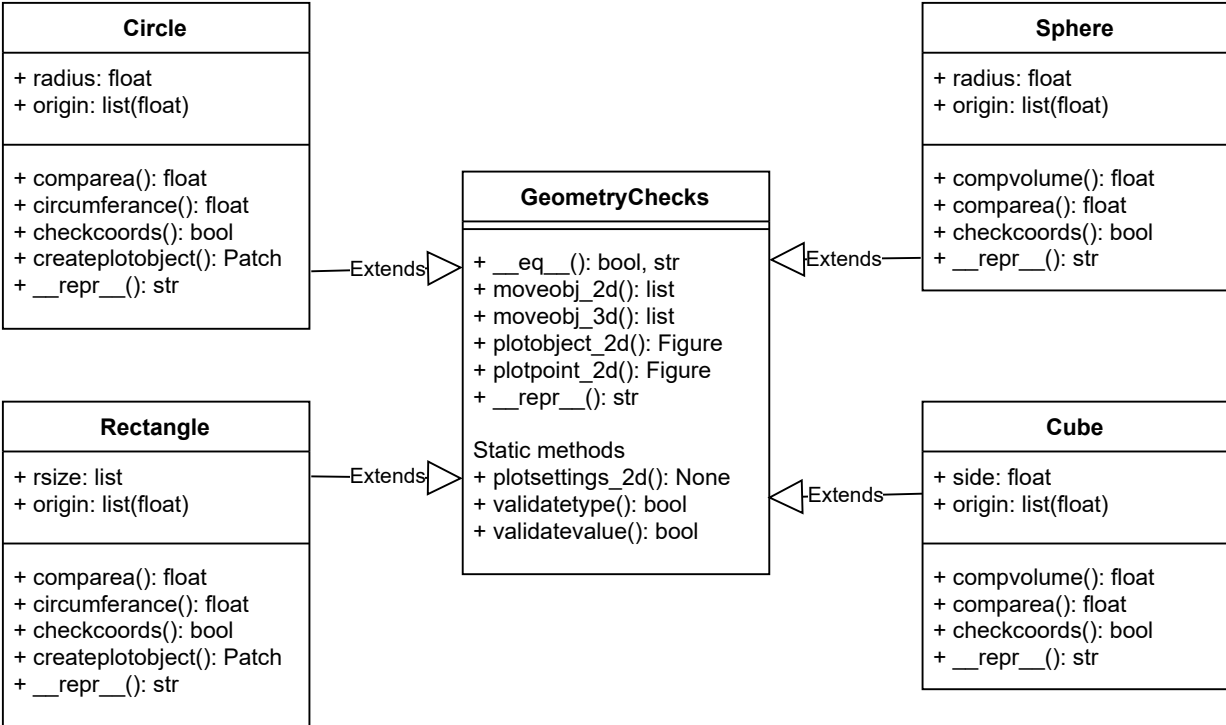 Circle
+ radius: float
+ origin: list(float)
+ comparea(): float
+ circumferance(): float
+ checkcoords(): bool
+ createplotobject(): Patch
+ __repr__(): str
Extends
Rectangle
+ rsize: list
+ origin: list(float)
+ comparea(): float
+ circumferance(): float
+ checkcoords(): bool
+ createplotobject(): Patch
+ __repr__(): str
Extends
GeometryChecks
+ __eq__(): bool, str
+ moveobj_2d(): list
+ moveobj_3d(): list
+ plotobject_2d(): Figure
+ plotpoint_2d(): Figure
+ __repr__(): str
Static methods
+ plotsettings_2d(): None
+ validatetype(): bool
+ validatevalue(): bool
Sphere
+ radius: float
+ origin: list(float)
+ compvolume(): float
+ comparea(): float
+ checkcoords(): bool
+ __repr__(): str
Extends
Cube
+ side: float
+ origin: list(float)
+ compvolume(): float
+ comparea(): float
+ checkcoords(): bool
+ __repr__(): str
Extends